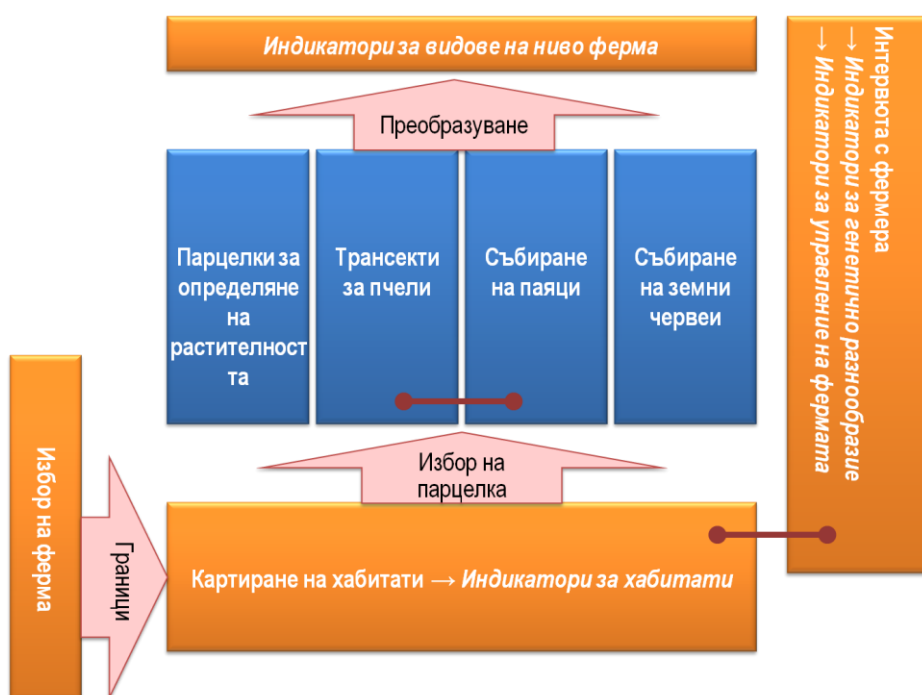 Индикатори за видове на ниво ферма
Преобразуване
Парцелки за
определяне
на
растителност
та
Трансекти
за пчели
Събиране
на паяци
Събиране
на земни
червеи
Избор на
парцелка
Картиране на хабитати → Индикатори за хабитати
Избор на ферма
Граници
Интервюта с фермера
→ Индикатори за генетично разнообразие
→ Индикатори за управление на фермата